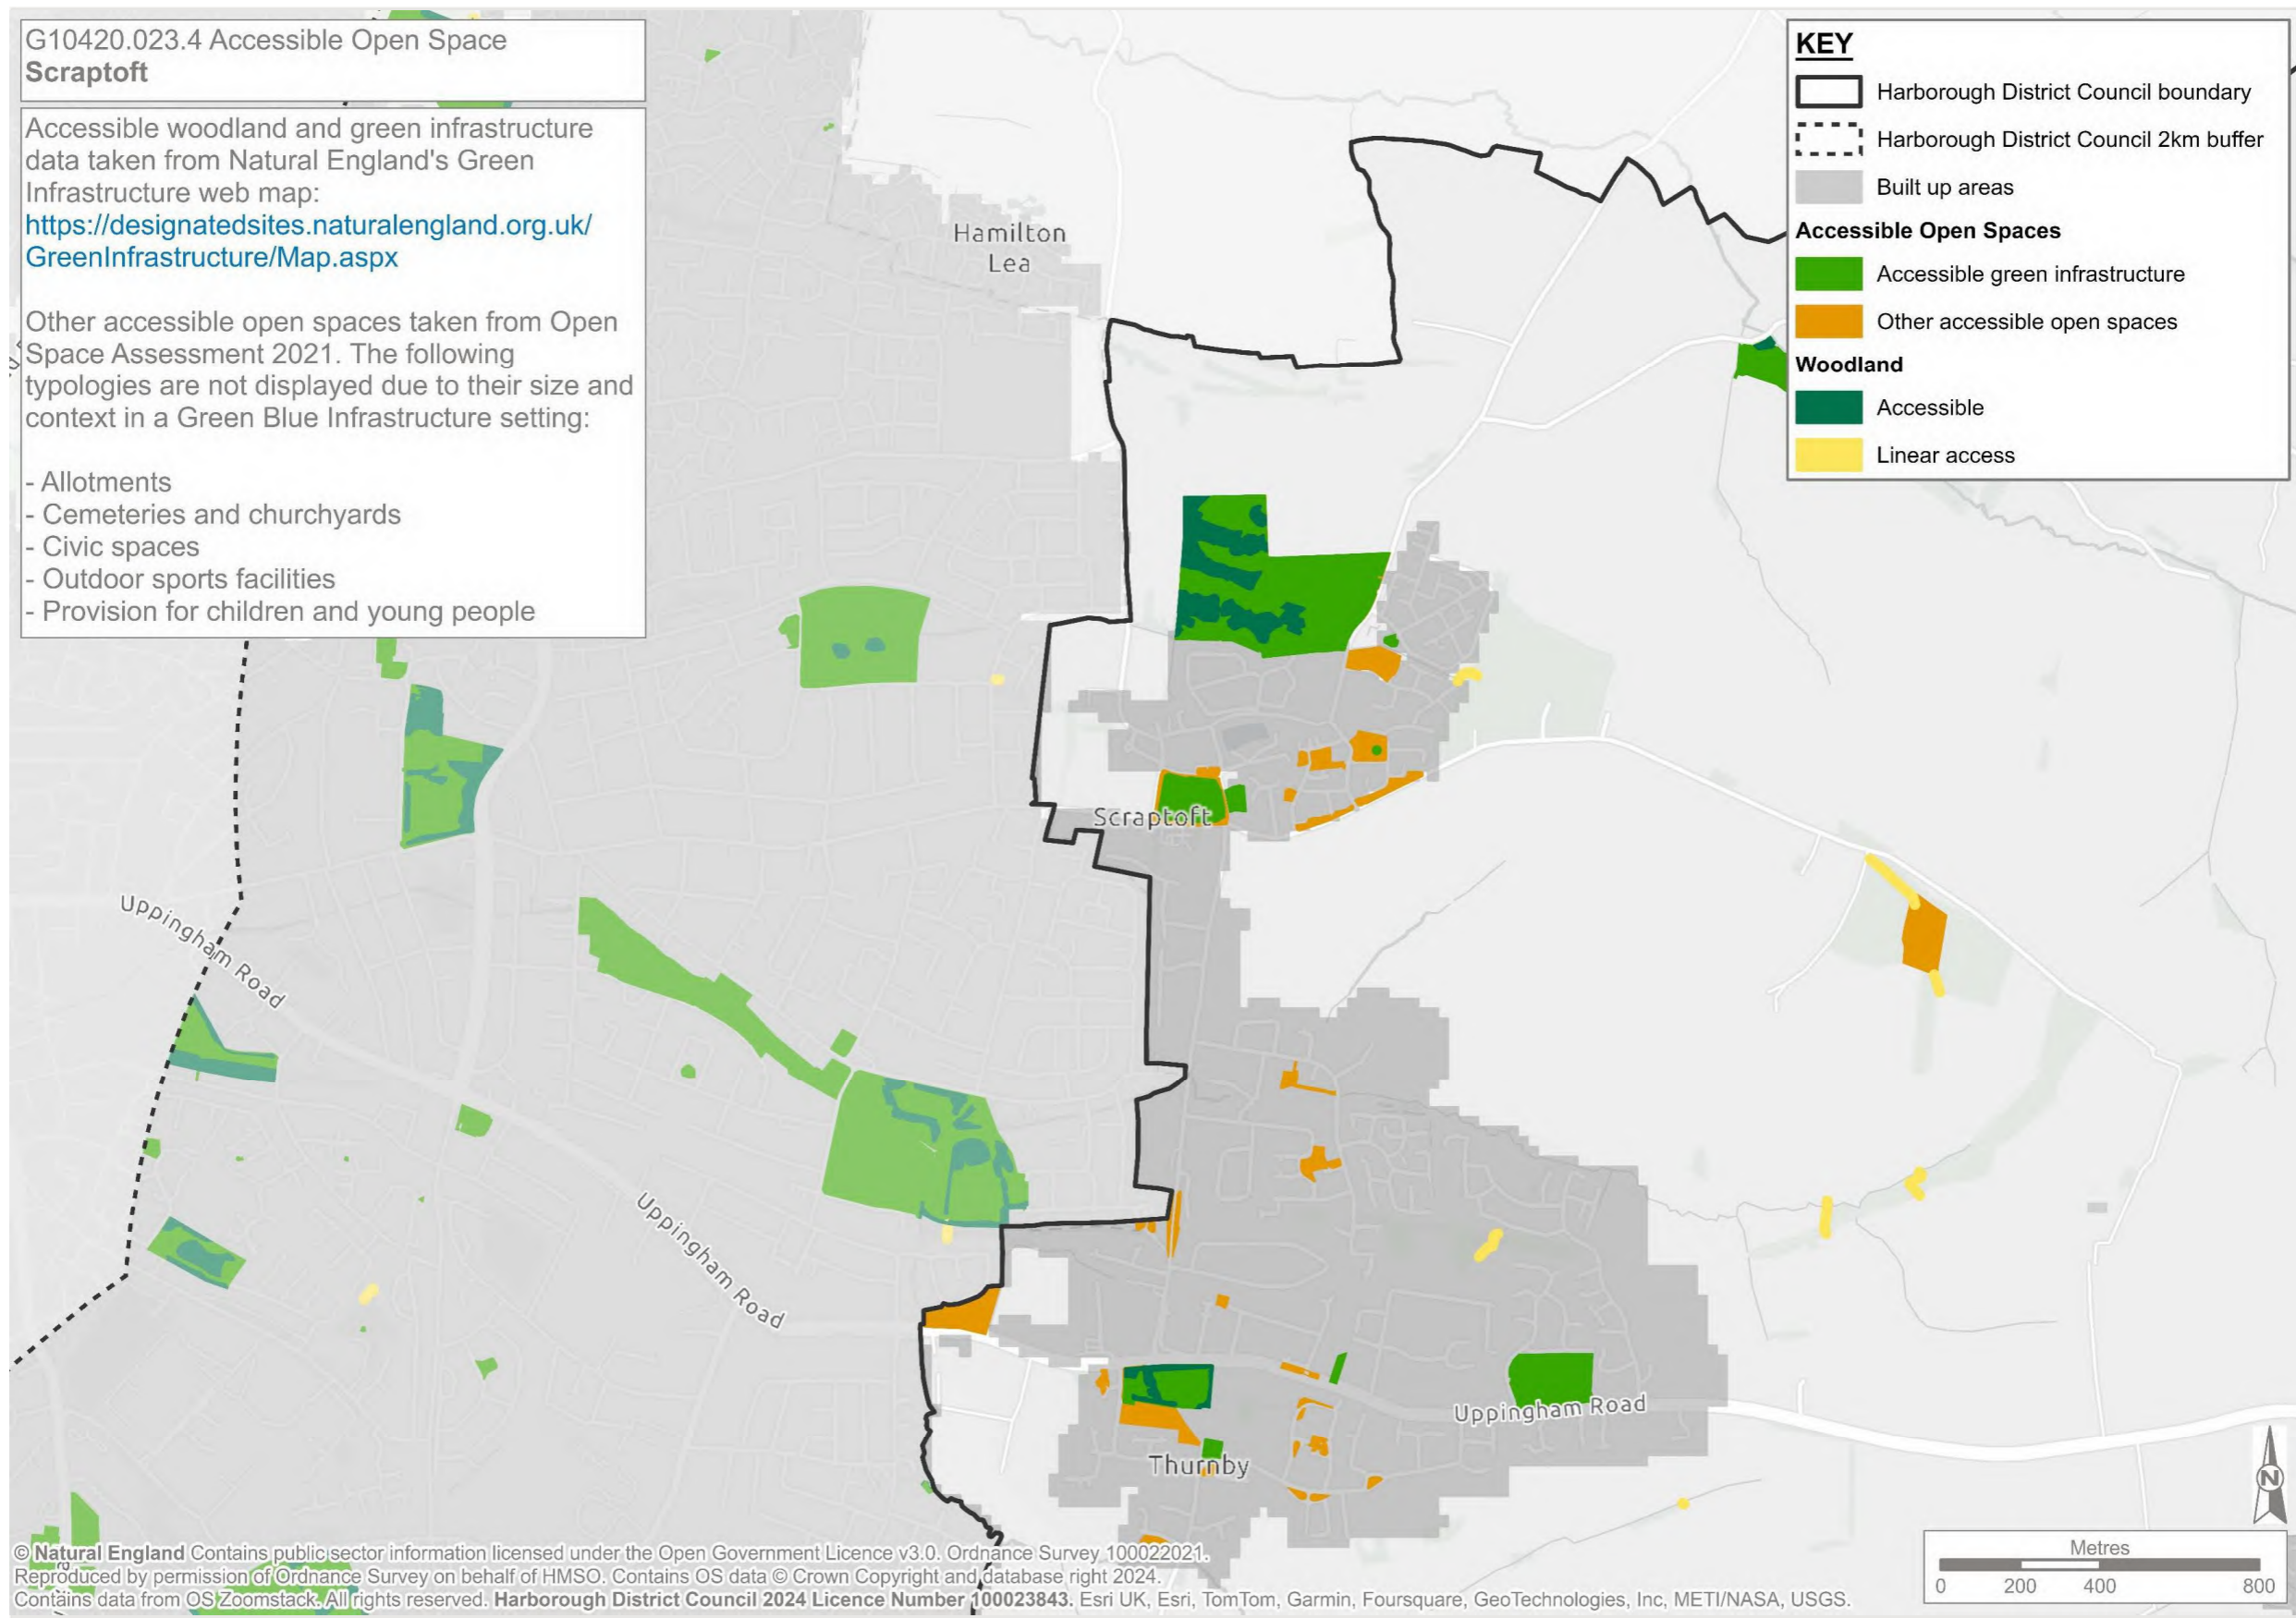 G10420.023.4 Accessible Open Space
Scraptoft
Accessible woodland and green infrastructure
data taken from Natural England's Green
Infrastructure web map:
https://designatedsites.naturalengland.org.uk/
GreenInfrastructure/Map.aspx
Other accessible open spaces taken from Open
Space Assessment 2021. The following
typologies are not displayed due to their size and
context in a Green Blue Infrastructure setting:
- Allotments
- Cemeteries and churchyards
- Civic spaces
- Outdoor sports facilities
- Provision for children and young people
KEY
Harborough District Council boundary
Harborough District Council 2km buffer
Built up areas
Accessible Open Spaces
Accessible green infrastructure
Other accessible open spaces
Woodland
Accessible
Linear access
Hamilton
Lea
Scraptoft
Uppingham Road
Uppingham Road
Uppingham Road
Thurnby
N
Metres
0 200 400 800
© Natural England Contains public sector information licensed under the Open Government Licence v3.0. Ordnance Survey 100022021.
Reproduced by permission of Ordnance Survey on behalf of HMSO. Contains OS data © Crown Copyright and database right 2024.
Contains data from OS Zoomstack. All rights reserved. Harborough District Council 2024 Licence Number 100023843. Esri UK, Esri, TomTom, Garmin, Foursquare, GeoTechnologies, Inc, METI/NASA, USGS.